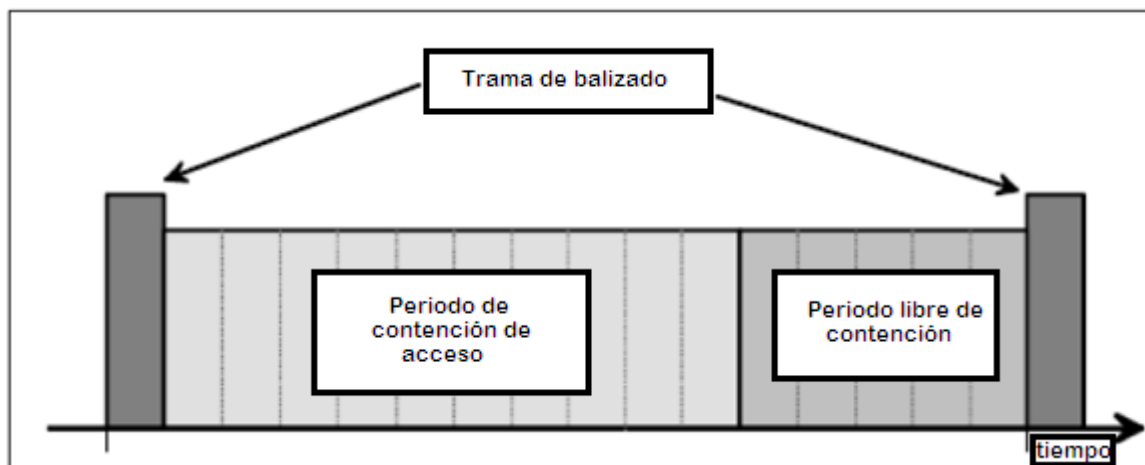 Trama de balizado
Periodo de
contención de
acceso
Periodo libre de
contención
tiempo